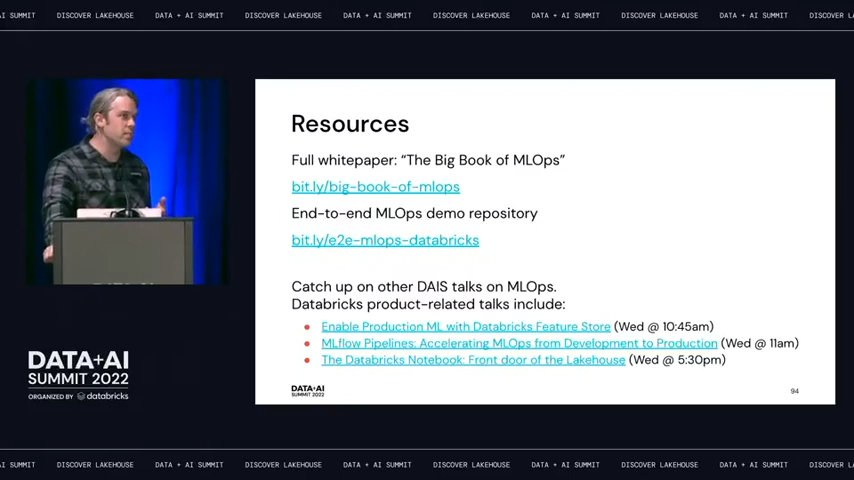 AI SUMMIT DISCOVER LAKEHOUSE DATA + AI SUMMIT DISCOVER LAKEHOUSE DATA + AI SUMMIT DISCOVER LAKEHOUSE DATA + AI SUMMIT DISCOVER LAKEHOUSE DATA + AI SUMMIT DISCOVER
Resources
Full whitepaper: “The Big Book of MLOps”
bit.ly/big-book-of-mlops
End-to-end MLOps demo repository
bit.ly/e2e-mlops-databricks
Catch up on other DAIS talks on MLOps.
Databricks product-related talks include:
• Enable Production ML with Databricks Feature Store (Wed @ 10:45am)
• MLflow Pipelines: Accelerating MLOps from Development to Production (Wed @ 11am)
• The Databricks Notebook: Front door of the Lakehouse (Wed @ 5:30pm)
DATA+AI
SUMMIT 2022
94
DATA+AI
SUMMIT 2022
ORGANIZED BY databricks
AI SUMMIT DISCOVER LAKEHOUSE DATA + AI SUMMIT DISCOVER LAKEHOUSE DATA + AI SUMMIT DISCOVER LAKEHOUSE DATA + AI SUMMIT DISCOVER LAKEHOUSE DATA + AI SUMMIT DISCOVER